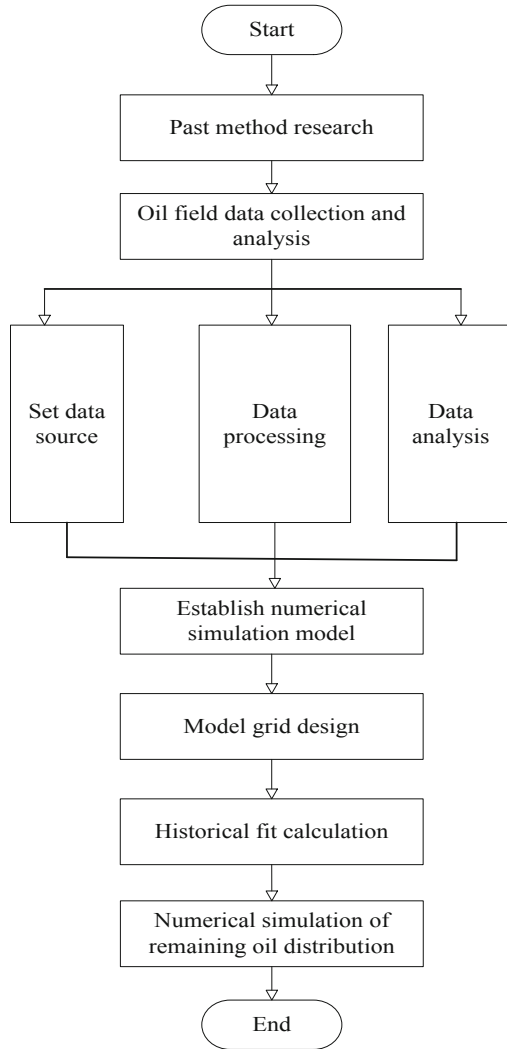 Start
Past method research
Oil field data collection and
analysis
Set data
source
Data
processing
Data
analysis
Establish numerical
simulation model
Model grid design
Historical fit calculation
Numerical simulation of
remaining oil distribution
End